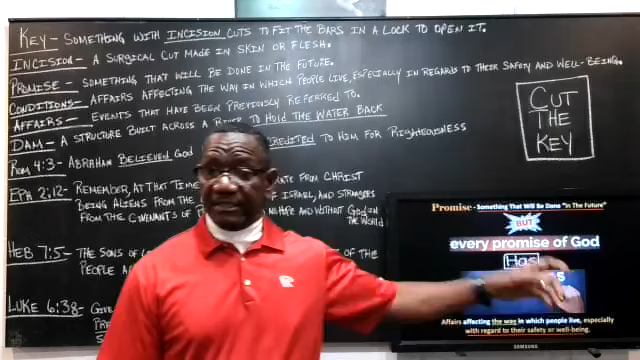 KEY - SOMETHING WITH INCISION CUTS TO FIT THE BARS IN A LOCK TO OPEN IT.
INCISION - A SURGICAL CUT MADE IN SKIN OR FLESH.
PROMISE - SOMETHING THAT WILL BE DONE IN THE FUTURE.
CONDITIONS - AFFAIRS AFFECTING THE WAY IN WHICH PEOPLE LIVE, ESPECIALLY IN REGARDS TO THEIR SAFETY AND WELL-BEING.
AFFAIRS - EVENTS THAT HAVE BEEN PREVIOUSLY REFERRED TO.
DAM - A STRUCTURE BUILT ACROSS A RIVER TO HOLD THE WATER BACK
ROM 4:3 - ABRAHAM BELIEVED GOD CREDITED TO HIM FOR RIGHTEOUSNESS
EPH 2:12 - REMEMBER, AT THAT TIME FROM CHRIST
BEING ALIENS FROM THE OF ISRAEL, AND STRANGERS
FROM THE COVENANTS OF HOPE AND WITHOUT GOD IN THE WORLD
HEB 7:5 - THE SONS OF OF THE
PEOPLE
LUKE 6:38 -
CUT
THE
KEY
Promise - Something That Will Be Done "In The Future"
BUT
every promise of God
Has
Affairs affecting the way in which people live, especially
with regard to their safety or well-being.
SAMSUNG